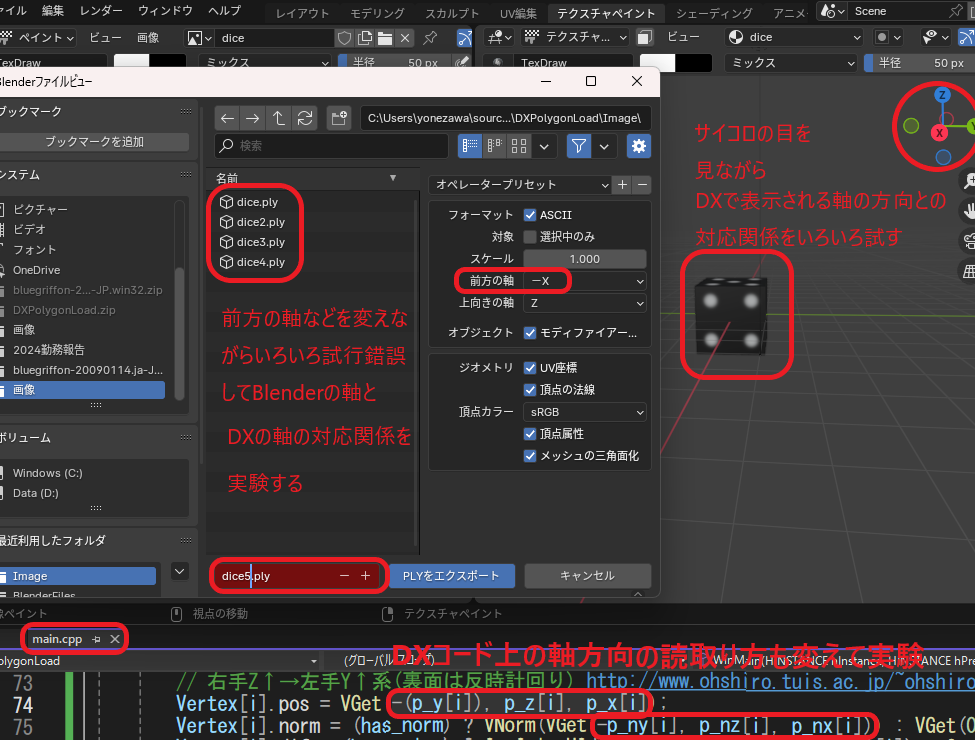 ァイル 編集 レンダー ウィンドウ ヘルプ レイアウト モデリング スカルプト UV編集 テクスチャペイント シェーディング アニメ Scene
ペイント ビュー 画像 dice テクスチャ... ビュー dice
TexDraw ミックス 半径 50 px TexDraw ミックス 半径 50 px
Blenderファイルビュー
ブックマーク
ブックマークを追加
システム
ピクチャー
ビデオ
フォント
OneDrive
bluegriffon-2...-JP.win32.zip
DXPolygonLoad.zip
画像
2024勤務報告
bluegriffon-20090114.ja-J...
画像
ボリューム
Windows (C:)
Data (D:)
最近利用したフォルダ
Image
BlenderFiles
C:\Users\yonezawa\sourc...\DXPolygonLoad\Image\
検索
名前
dice.ply
dice2.ply
dice3.ply
dice4.ply
前方の軸などを変えな
がらいろいろ試行錯誤
してBlenderの軸と
DXの軸の対応関係を
実験する
dice5.ply
オペレータープリセット
フォーマット ASCII
対象 選択中のみ
スケール 1.000
前方の軸 －X
上向きの軸 Z
オブジェクト モディファイアー...
ジオメトリ UV座標
頂点の法線
頂点カラー sRGB
頂点属性
メッシュの三角面化
PLYをエクスポート キャンセル
サイコロの目を
見ながら
DXで表示される軸の方向との
対応関係をいろいろ試す
Z
Y
X
ペイント 視点の移動 テクスチャペイント
main.cpp
DXコード上の軸方向の読取り方も変えて実験
olygonLoad (グローバルスコープ) WinMain(HINSTANCE hInstance, HINSTANCE hPre
73 // 右手Z↑→左手Y↑系(裏面は反時計回り) http://www.ohshiro.tuis.ac.jp/~ohshiro
74 Vertex[i].pos = VGet -(p_y[i]), p_z[i], p_x[i]);
75 Vertex[i].norm = (has_norm) ? VNorm(VGet -p_ny[i], p_nz[i], p_nx[i]) : VGet(0